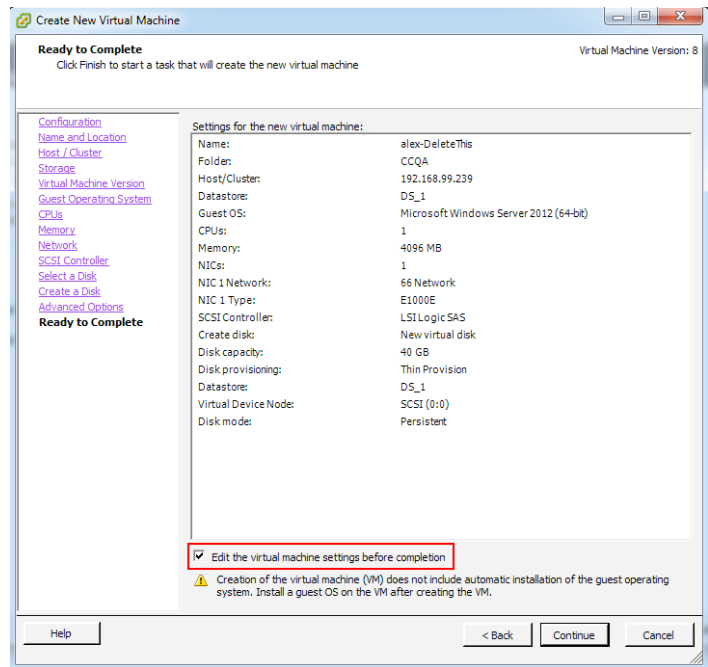 Create New Virtual Machine
Ready to Complete
Virtual Machine Version: 8
Click Finish to start a task that will create the new virtual machine
Configuration
Name and Location
Host / Cluster
Storage
Virtual Machine Version
Guest Operating System
CPUs
Memory
Network
SCSI Controller
Select a Disk
Create a Disk
Advanced Options
Ready to Complete
Settings for the new virtual machine:
Name: alex-DeleteThis
Folder: CCQA
Host/Cluster: 192.168.99.239
Datastore: DS_1
Guest OS: Microsoft Windows Server 2012 (64-bit)
CPUs: 1
Memory: 4096 MB
NICs: 1
NIC 1 Network: 66 Network
NIC 1 Type: E1000E
SCSI Controller: LSI Logic SAS
Create disk: New virtual disk
Disk capacity: 40 GB
Disk provisioning: Thin Provision
Datastore: DS_1
Virtual Device Node: SCSI (0:0)
Disk mode: Persistent
Edit the virtual machine settings before completion
Creation of the virtual machine (VM) does not include automatic installation of the guest operating
system. Install a guest OS on the VM after creating the VM.
Help
< Back
Continue
Cancel